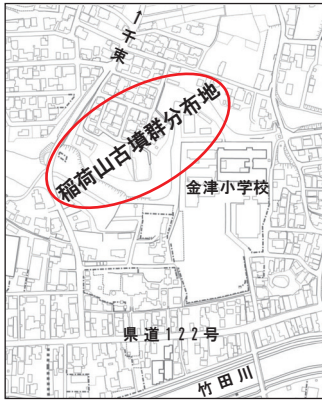 ↑千束
稲荷山古墳群分布地
金津小学校
県道122号
竹田川